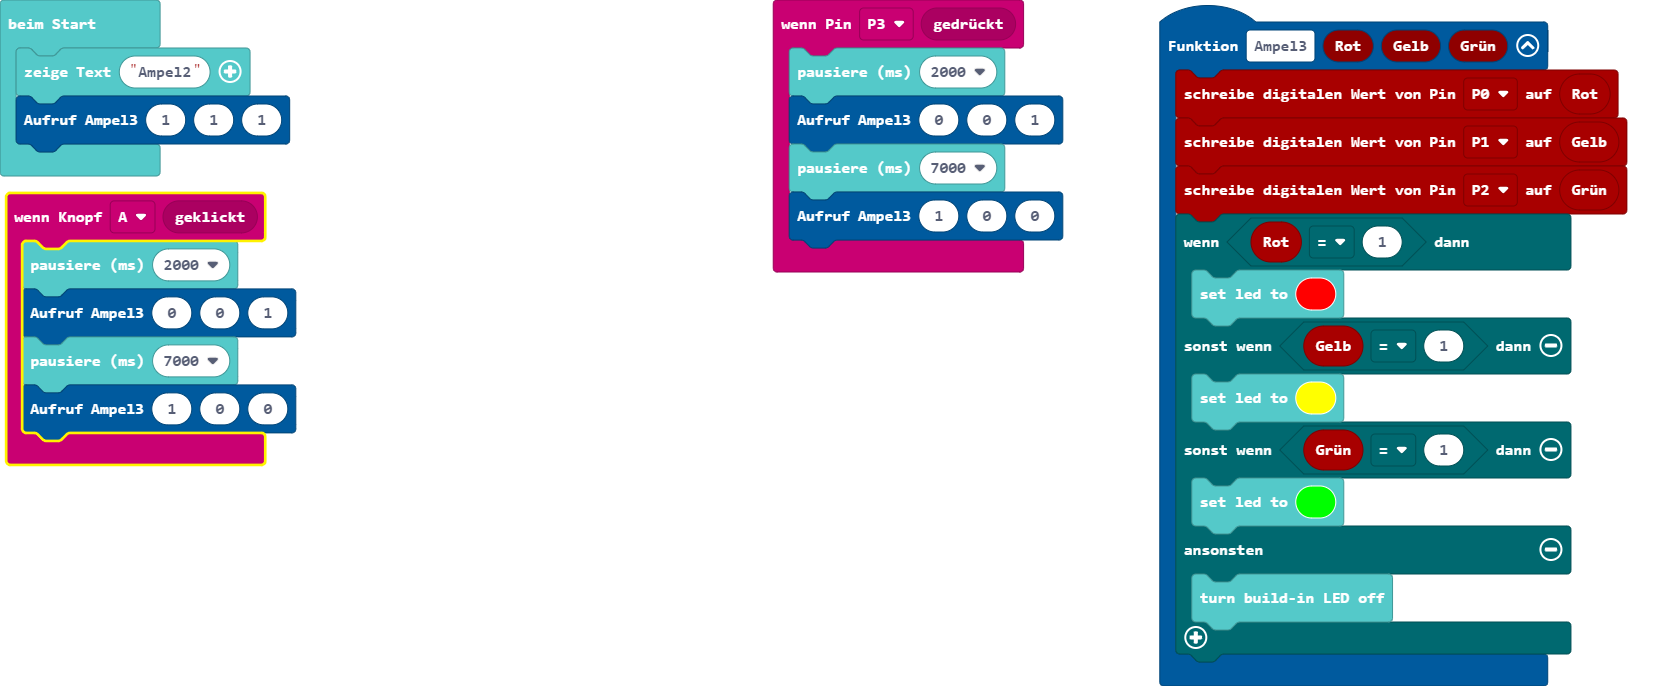 beim Start
zeige Text "Ampel2"
Aufruf Ampel3 1 1 1
wenn Knopf A geklickt
pausiere (ms) 2000
Aufruf Ampel3 0 0 1
pausiere (ms) 7000
Aufruf Ampel3 1 0 0
wenn Pin P3 gedrückt
pausiere (ms) 2000
Aufruf Ampel3 0 0 1
pausiere (ms) 7000
Aufruf Ampel3 1 0 0
Funktion Ampel3 Rot Gelb Grün
schreibe digitalen Wert von Pin P0 auf Rot
schreibe digitalen Wert von Pin P1 auf Gelb
schreibe digitalen Wert von Pin P2 auf Grün
wenn Rot = 1 dann
set led to
sonst wenn Gelb = 1 dann
set led to
sonst wenn Grün = 1 dann
set led to
ansonsten
turn build-in LED off